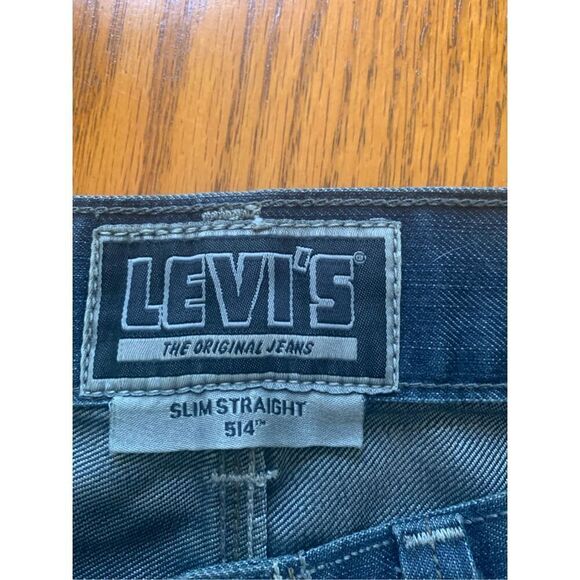 LEVI'S®
THE ORIGINAL JEANS
SLIM STRAIGHT
514™